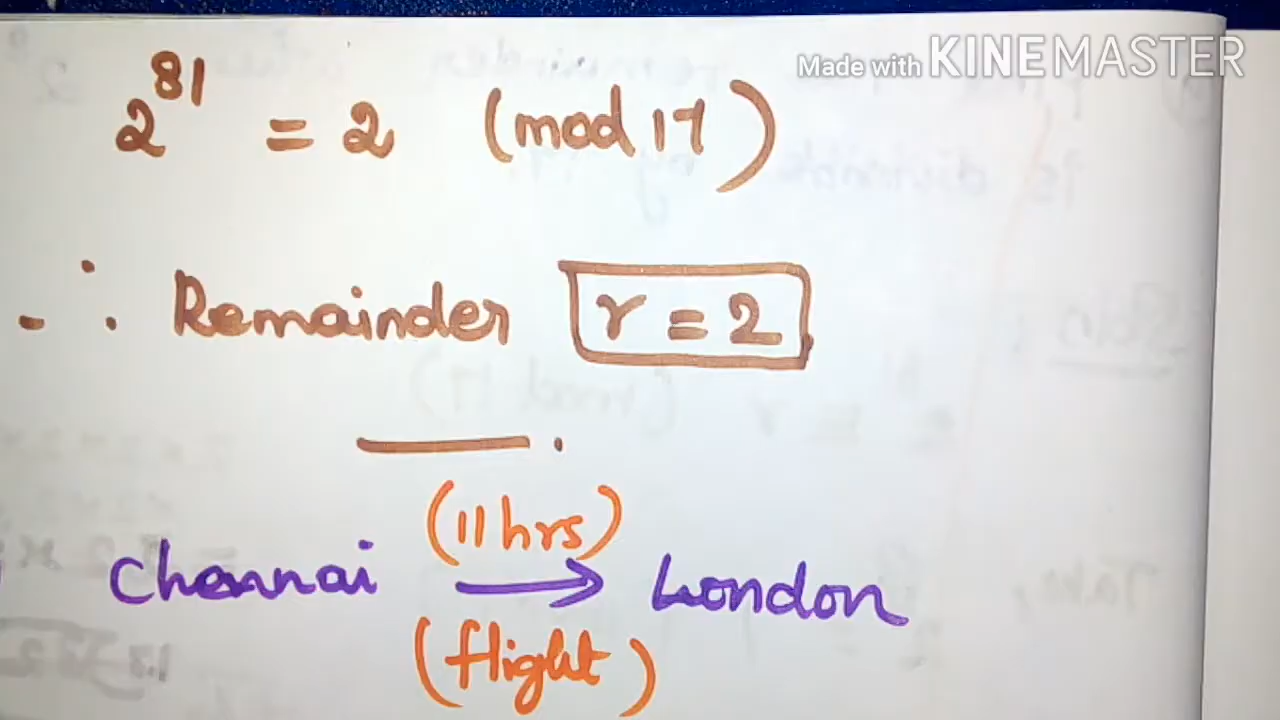 Made with KINEMASTER
2^81 = 2 (mod 17)
∴ Remainder r = 2
(11 hrs)
Chennai → London
(flight)